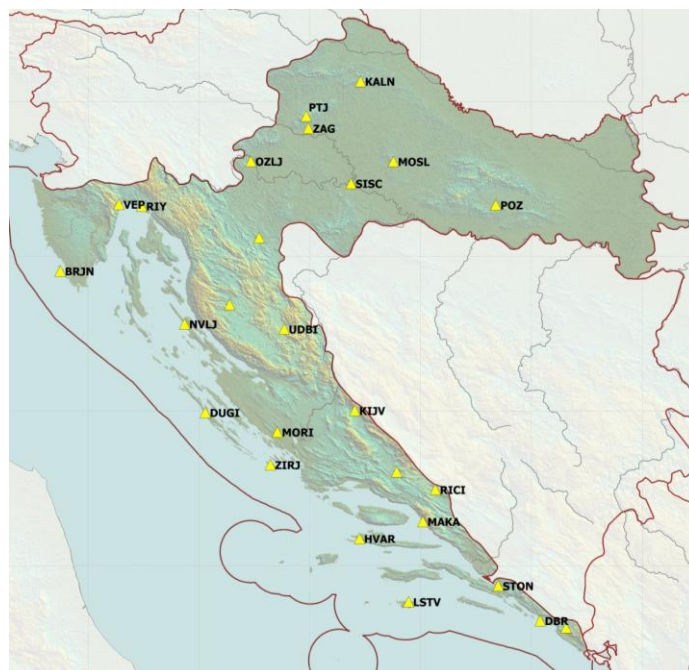 KALN
PTJ
ZAG
OZLJ
MOSL
SISC
VEP
RIY
POZ
BRJN
NVLJ
UDBI
DUGI
KIJV
MORI
ZIRJ
RICI
MAKA
HVAR
STON
LSTV
DBR